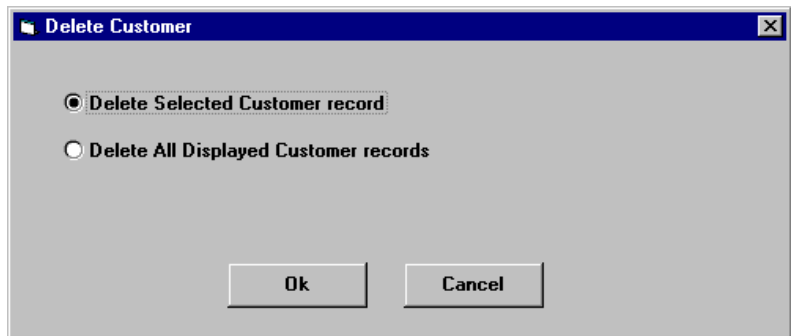 Delete Customer
Delete Selected Customer record
Delete All Displayed Customer records
Ok
Cancel